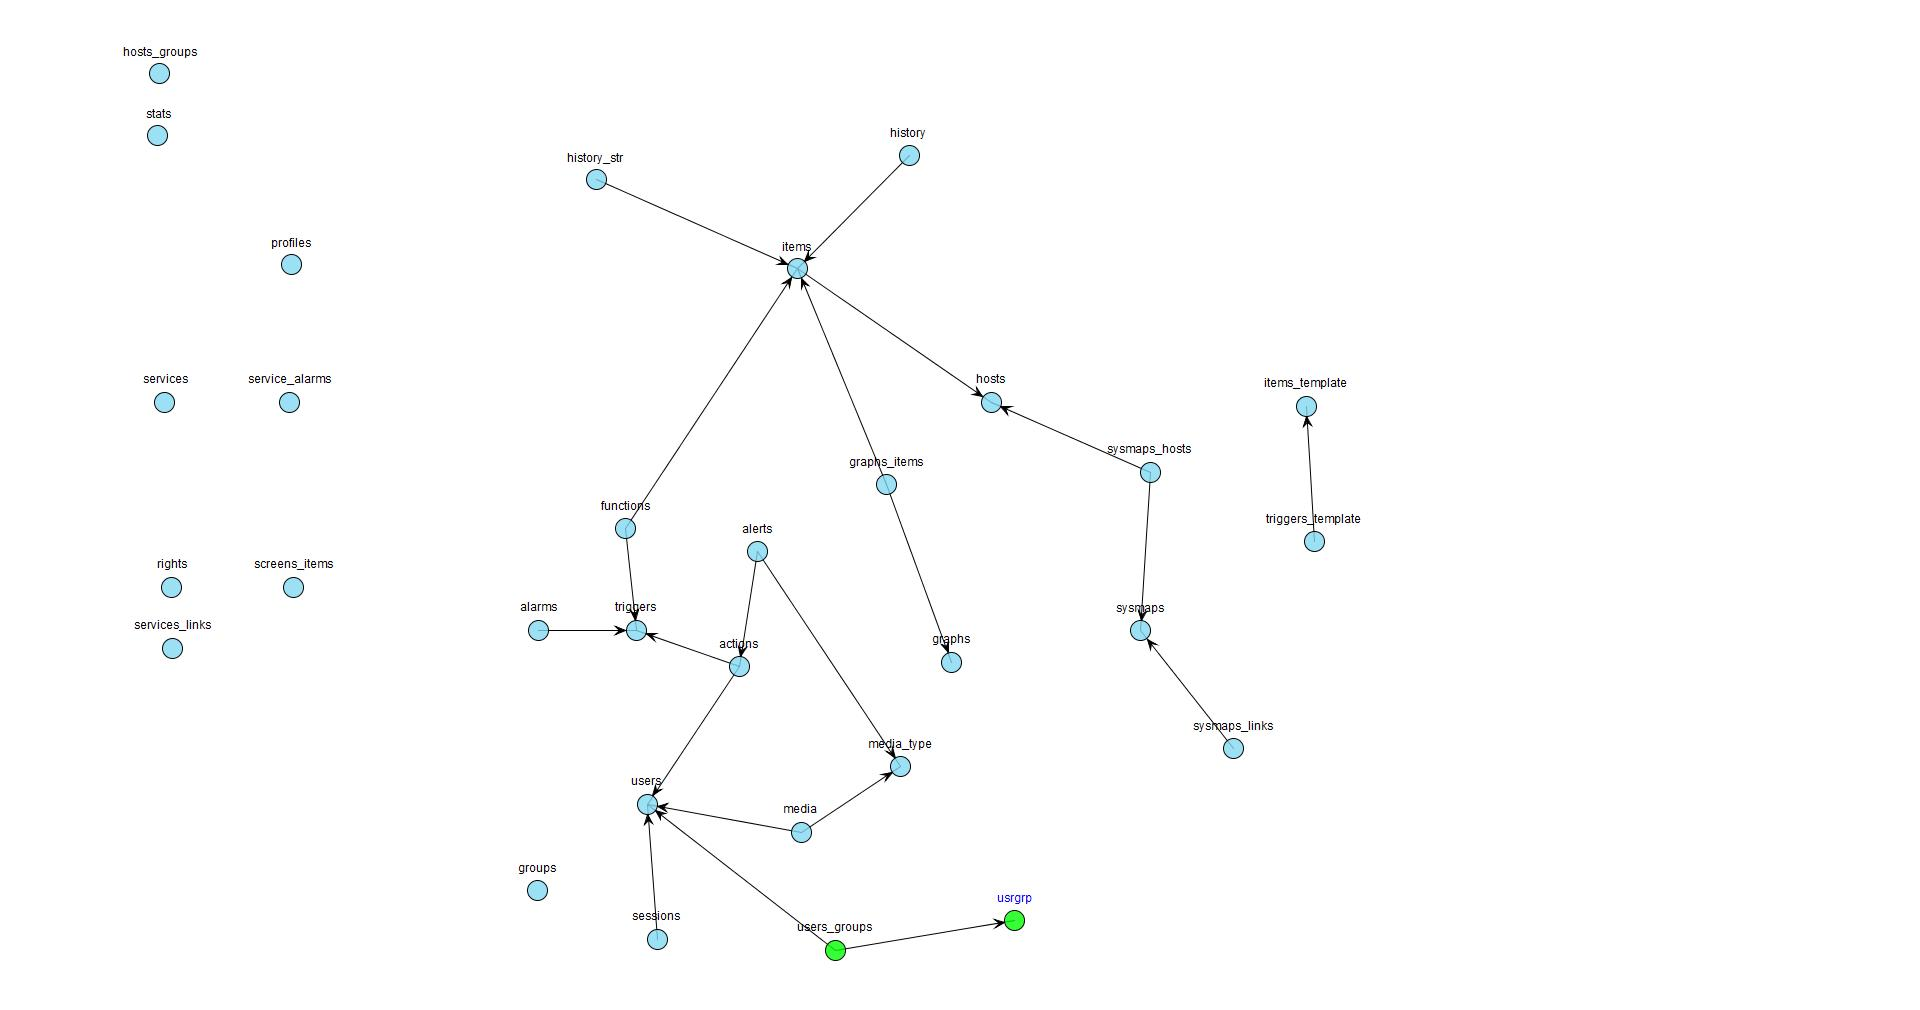 hosts_groups
stats
history
history_str
profiles
items
services
service_alarms
hosts
items_template
sysmaps_hosts
graphs_items
functions
triggers_template
alerts
rights
screens_items
alarms
triggers
sysmaps
services_links
graphs
actions
sysmaps_links
media_type
users
media
groups
usrgrp
sessions
users_groups